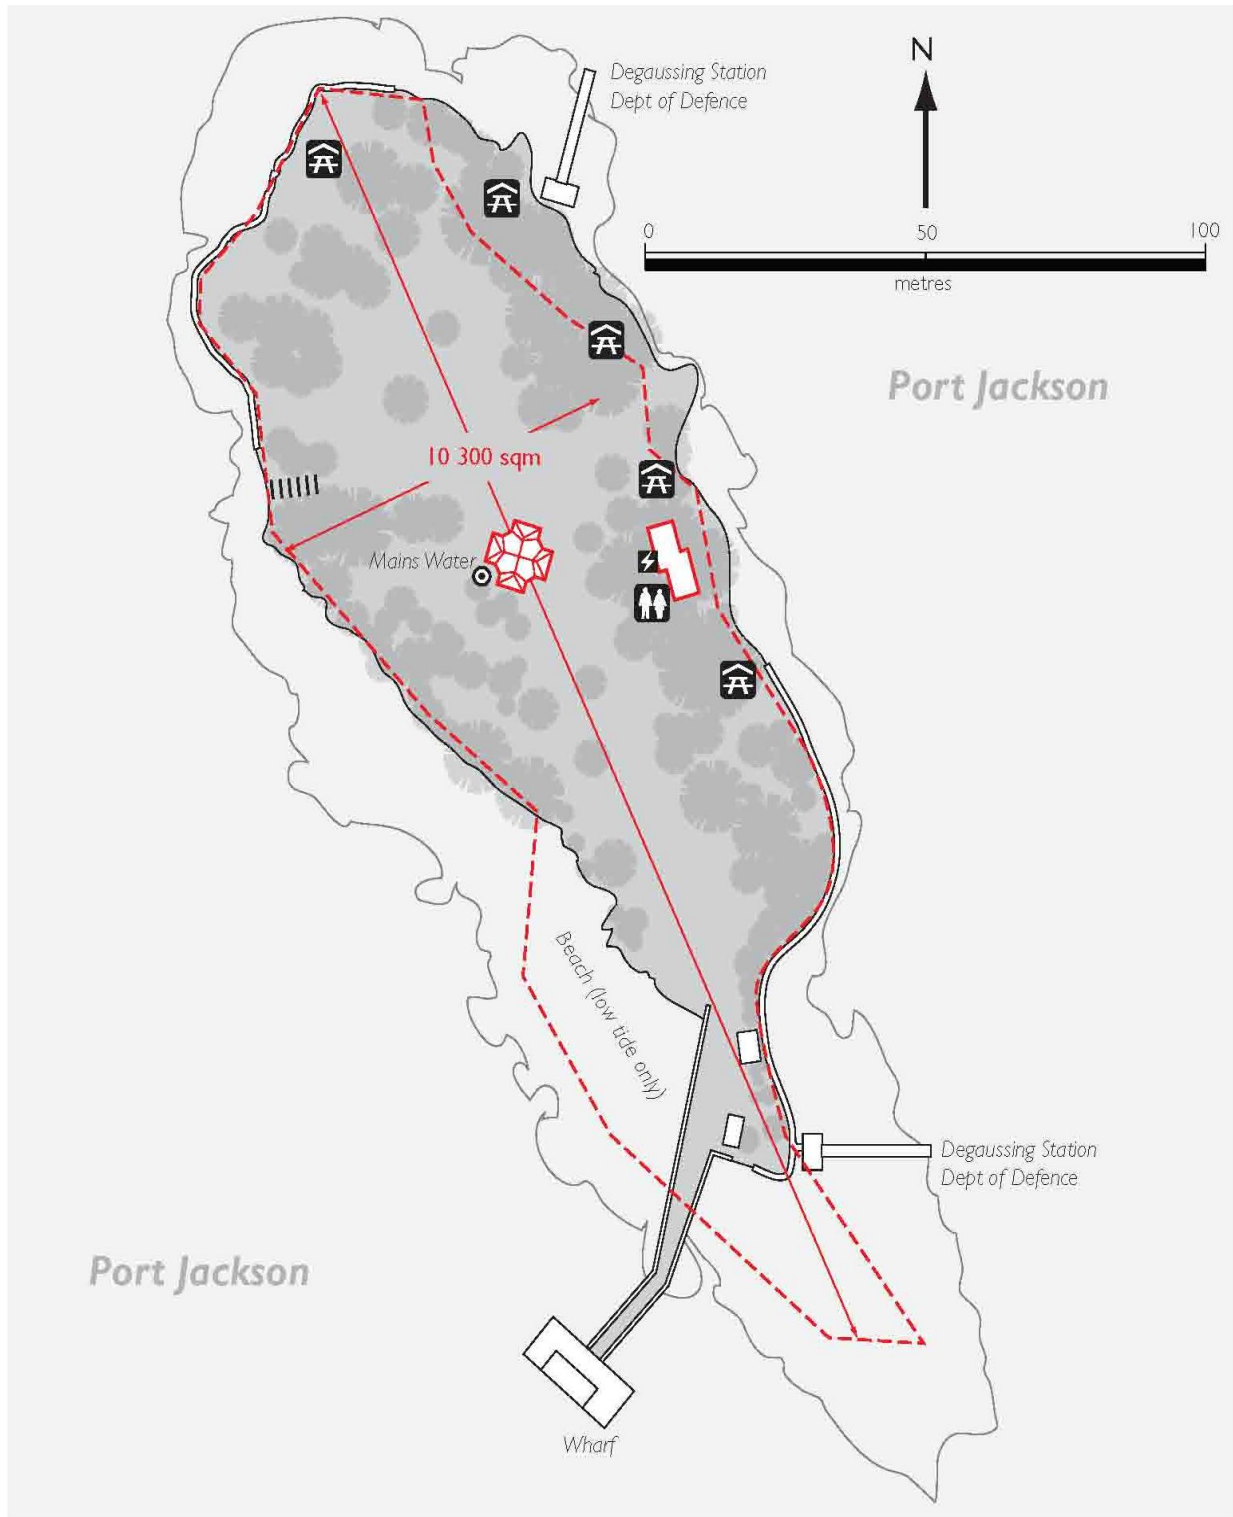 Degaussing Station
Dept of Defence
N
0 50 100
metres
Port Jackson
10 300 sqm
Mains Water
Beach (low tide only)
Degaussing Station
Dept of Defence
Port Jackson
Wharf